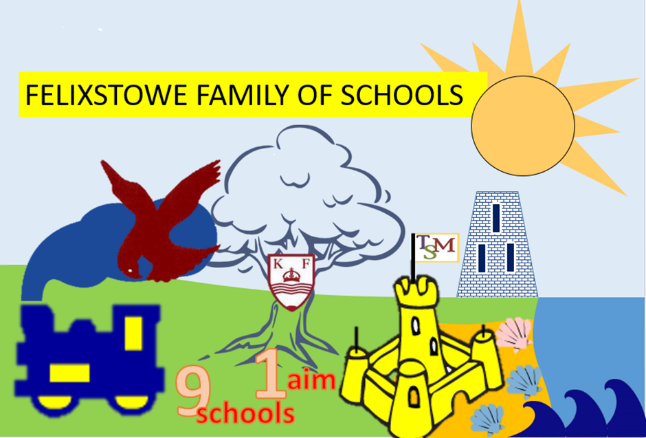 FELIXSTOWE FAMILY OF SCHOOLS
TSM
K F
9 schools
1 aim